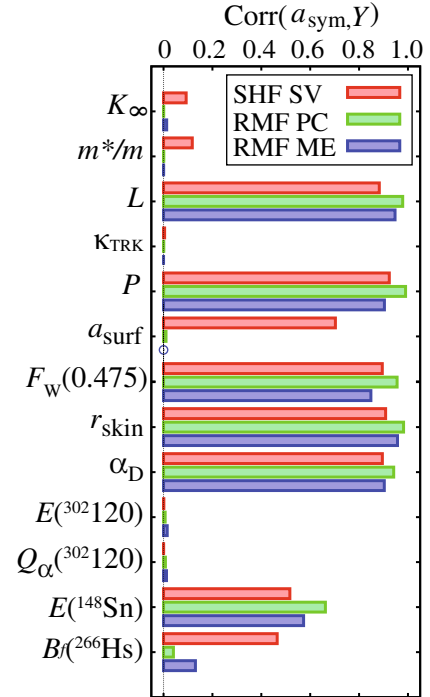 Corr(a_sym,Y)
0 0.2 0.4 0.6 0.8 1.0
SHF SV
RMF PC
RMF ME
K∞
m*/m
L
κTRK
P
a_surf
F_W(0.475)
r_skin
α_D
E(³⁰²120)
Q_α(³⁰²120)
E(¹⁴⁸Sn)
B_f(²⁶⁶Hs)